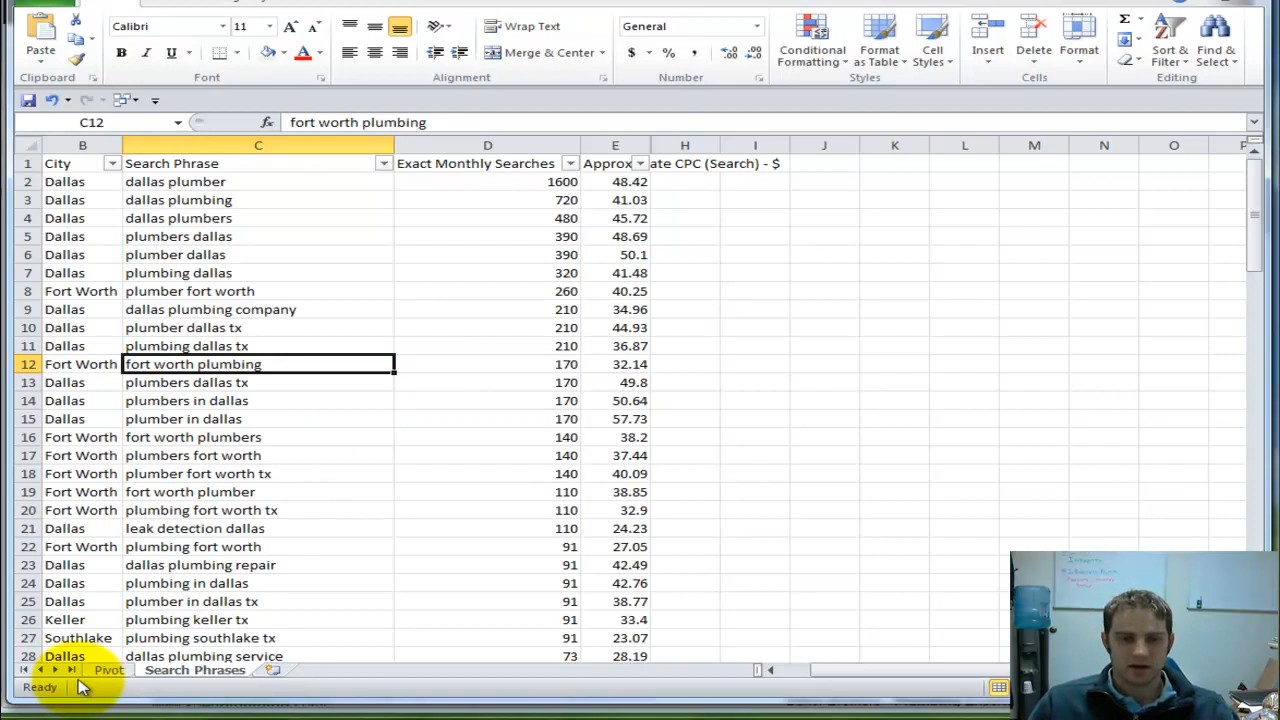 Calibri 11 Wrap Text General
Paste Merge & Center Conditional Formatting Format as Table Cell Styles Insert Delete Format Sort & Filter Find & Select
Clipboard Font Alignment Number Styles Cells Editing
C12 fx fort worth plumbing
B C D E H I J K L M N O P
1 City Search Phrase Exact Monthly Searches Approx ate CPC (Search) - $
2 Dallas dallas plumber 1600 48.42
3 Dallas dallas plumbing 720 41.03
4 Dallas dallas plumbers 480 45.72
5 Dallas plumbers dallas 390 48.69
6 Dallas plumber dallas 390 50.1
7 Dallas plumbing dallas 320 41.48
8 Fort Worth plumber fort worth 260 40.25
9 Dallas dallas plumbing company 210 34.96
10 Dallas plumber dallas tx 210 44.93
11 Dallas plumbing dallas tx 210 36.87
12 Fort Worth fort worth plumbing 170 32.14
13 Dallas plumbers dallas tx 170 49.8
14 Dallas plumbers in dallas 170 50.64
15 Dallas plumber in dallas 170 57.73
16 Fort Worth fort worth plumbers 140 38.2
17 Fort Worth plumbers fort worth 140 37.44
18 Fort Worth plumber fort worth tx 140 40.09
19 Fort Worth fort worth plumber 110 38.85
20 Fort Worth plumbing fort worth tx 110 32.9
21 Dallas leak detection dallas 110 24.23
22 Fort Worth plumbing fort worth 91 27.05
23 Dallas dallas plumbing repair 91 42.49
24 Dallas plumbing in dallas 91 42.76
25 Dallas plumber in dallas tx 91 38.77
26 Keller plumbing keller tx 91 33.4
27 Southlake plumbing southlake tx 91 23.07
28 Dallas dallas plumbing service 73 28.19
Pivot Search Phrases
Ready
Integrity